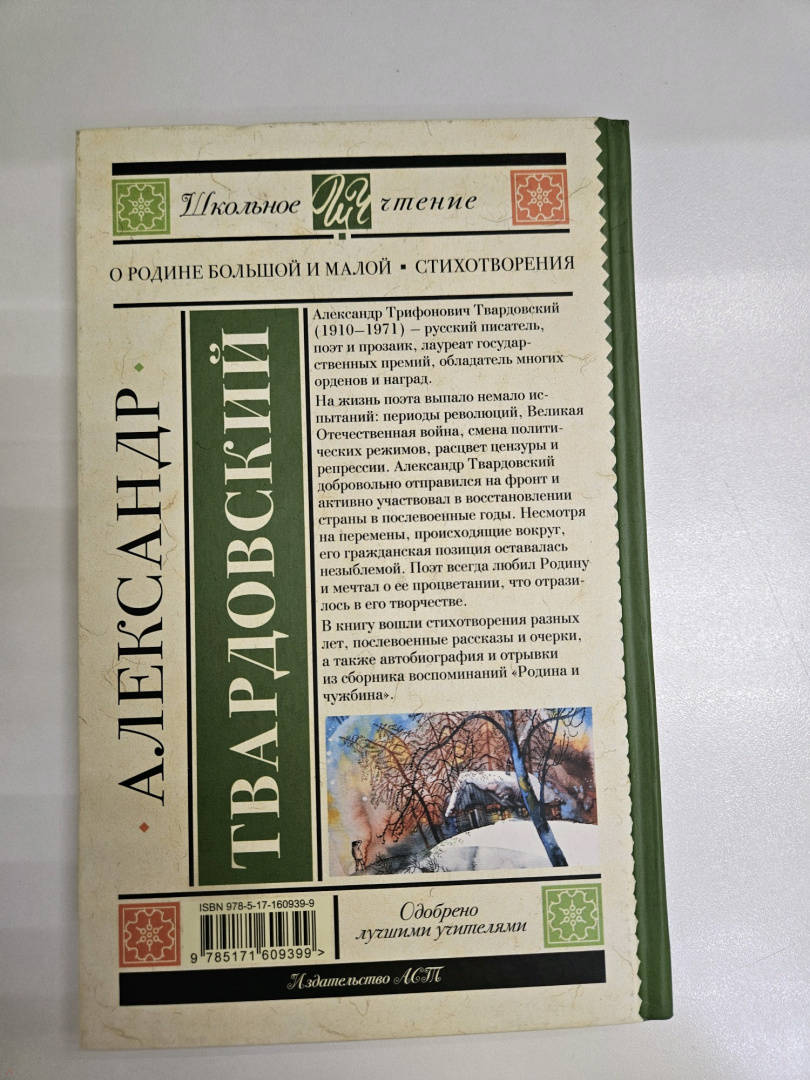 Школьное ШЧ чтение
О РОДИНЕ БОЛЬШОЙ И МАЛОЙ ▪ СТИХОТВОРЕНИЯ
АЛЕКСАНДР
ТВАРДОВСКИЙ
Александр Трифонович Твардовский
(1910–1971) – русский писатель,
поэт и прозаик, лауреат государ-
ственных премий, обладатель многих
орденов и наград.
На жизнь поэта выпало немало ис-
пытаний: периоды революций, Великая
Отечественная война, смена полити-
ческих режимов, расцвет цензуры и
репрессии. Александр Твардовский
добровольно отправился на фронт и
активно участвовал в восстановлении
страны в послевоенные годы. Несмотря
на перемены, происходящие вокруг,
его гражданская позиция оставалась
незыблемой. Поэт всегда любил Родину
и мечтал о ее процветании, что отрази-
лось в его творчестве.
В книгу вошли стихотворения разных
лет, послевоенные рассказы и очерки,
а также автобиография и отрывки
из сборника воспоминаний «Родина и
чужбина».
ISBN 978-5-17-160939-9
9 785171 609399 >
Одобрено
лучшими учителями
Издательство АСТ